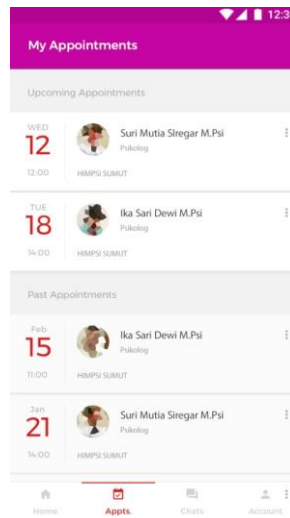 12:3
My Appointments
Upcoming Appointments
WED
12
12.00
Suri Mutia SIregar M.Psi
Psikolog
HIMPSI SUMUT
TUE
18
14:00
Ika Sari Dewi M.Psi
Psikolog
HIMPSI SUMUT
Past Appointments
Feb
15
11:00
Ika Sari Dewi M.Psi
Psikolog
HIMPSI SUMUT
Jan
21
14:00
Suri Mutia Siregar M.Psi
Psikolog
HIMPSI SUMUT
Home
Appts.
Chats
Account